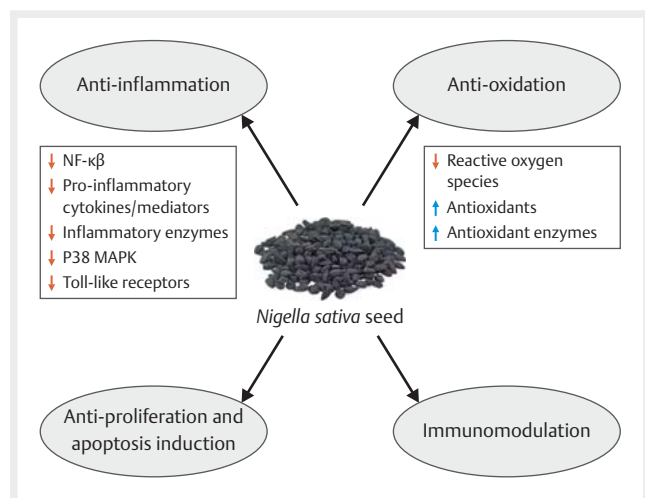 Anti-inflammation
Anti-oxidation
↓ NF-κβ
↓ Pro-inflammatory
cytokines/mediators
↓ Inflammatory enzymes
↓ P38 MAPK
↓ Toll-like receptors
↓ Reactive oxygen
species
↑ Antioxidants
↑ Antioxidant enzymes
Nigella sativa seed
Anti-proliferation and
apoptosis induction
Immunomodulation